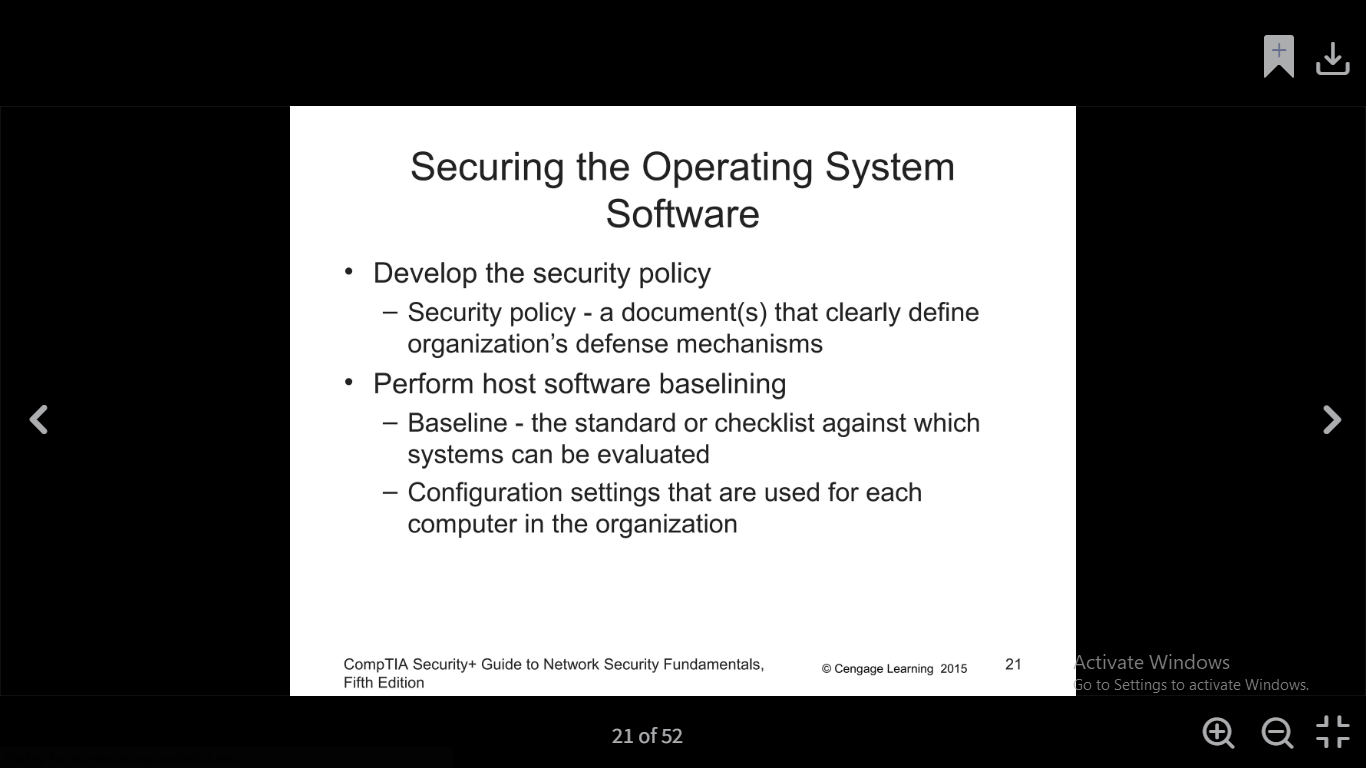 Securing the Operating System
Software
• Develop the security policy
– Security policy - a document(s) that clearly define
organization’s defense mechanisms
• Perform host software baselining
– Baseline - the standard or checklist against which
systems can be evaluated
– Configuration settings that are used for each
computer in the organization
CompTIA Security+ Guide to Network Security Fundamentals,
Fifth Edition
© Cengage Learning 2015
21
Activate Windows
Go to Settings to activate Windows.
21 of 52